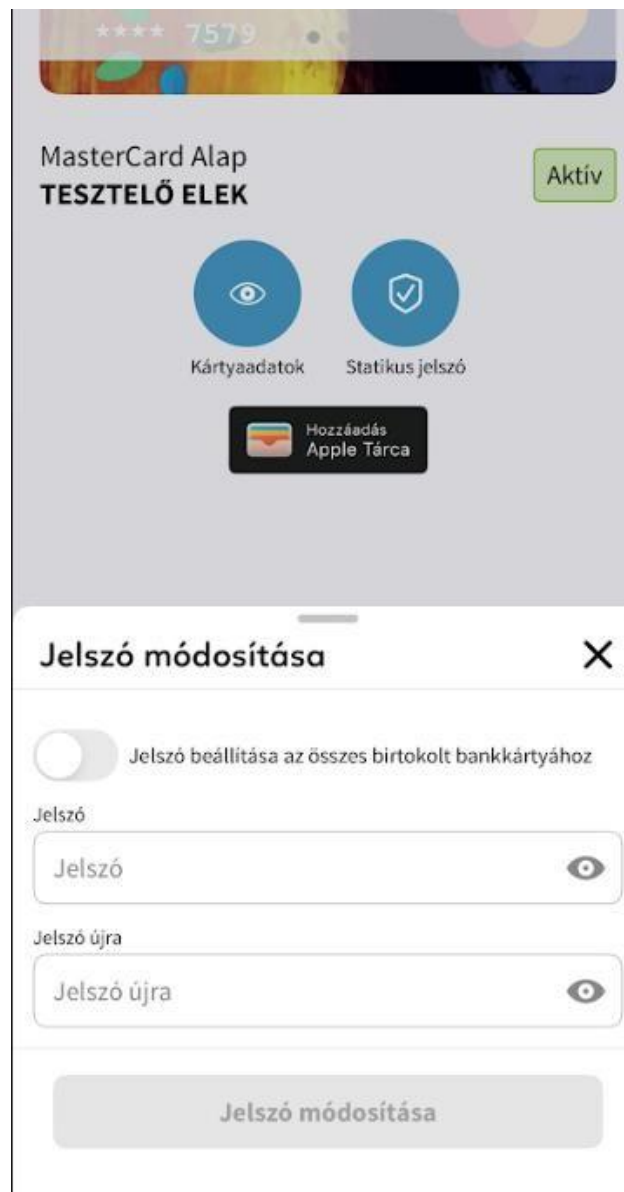 **** 7579
MasterCard Alap
TESZTELŐ ELEK
Aktív
Kártyaadatok
Statikus jelszó
Hozzáadás
Apple Tárca
Jelszó módosítása
Jelszó beállítása az összes birtokolt bankkártyához
Jelszó
Jelszó
Jelszó újra
Jelszó újra
Jelszó módosítása